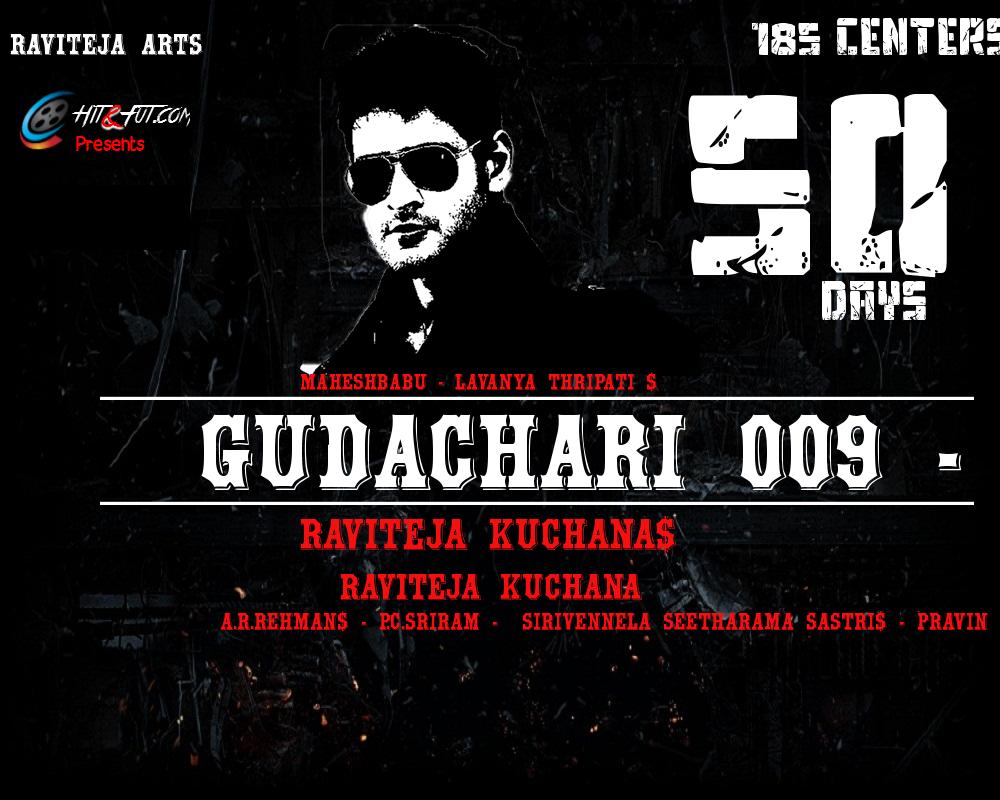 RAVITEJA ARTS
185 CENTERS
HIT&FUT.COM
Presents
50
DAYS
MAHESHBABU - LAVANYA THRIPATI $
GUDACHARI 009 -
RAVITEJA KUCHANA$
RAVITEJA KUCHANA
A.R.REHMAN$ - P.C.SRIRAM - SIRIVENNELA SEETHARAMA SASTRI$ - PRAVIN